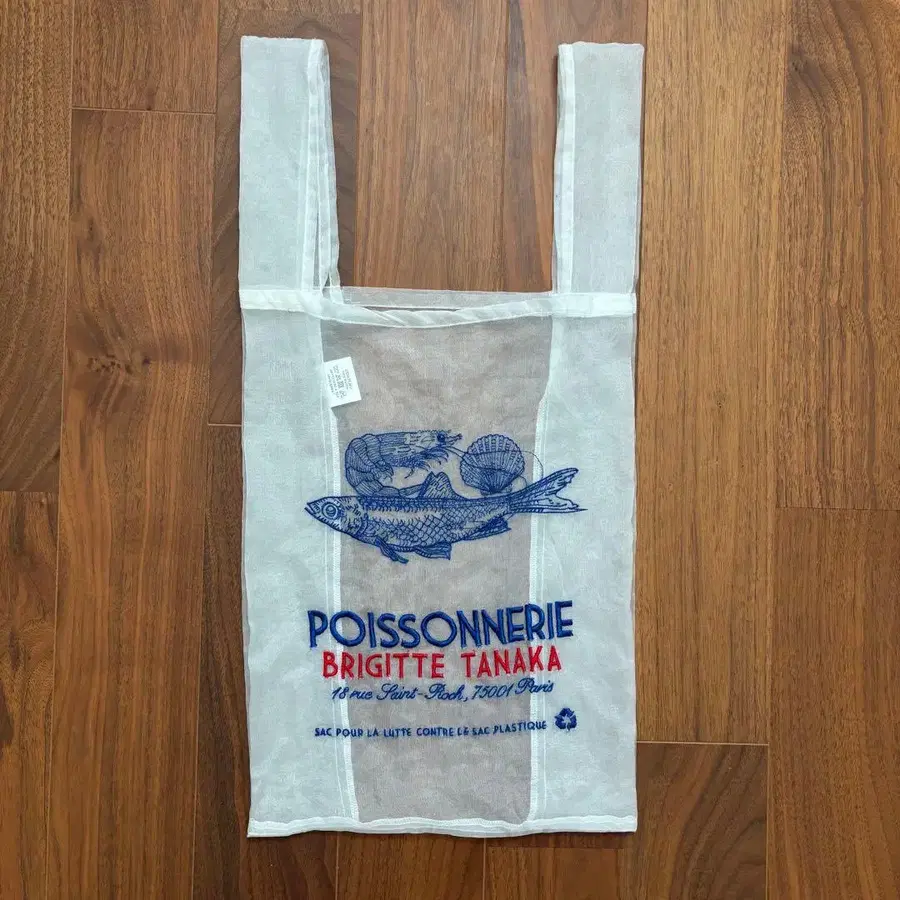 POISSONNERIE
BRIGITTE TANAKA
18 rue Saint-Roch, 75001 Paris
SAC POUR LA LUTTE CONTRE LE SAC PLASTIQUE